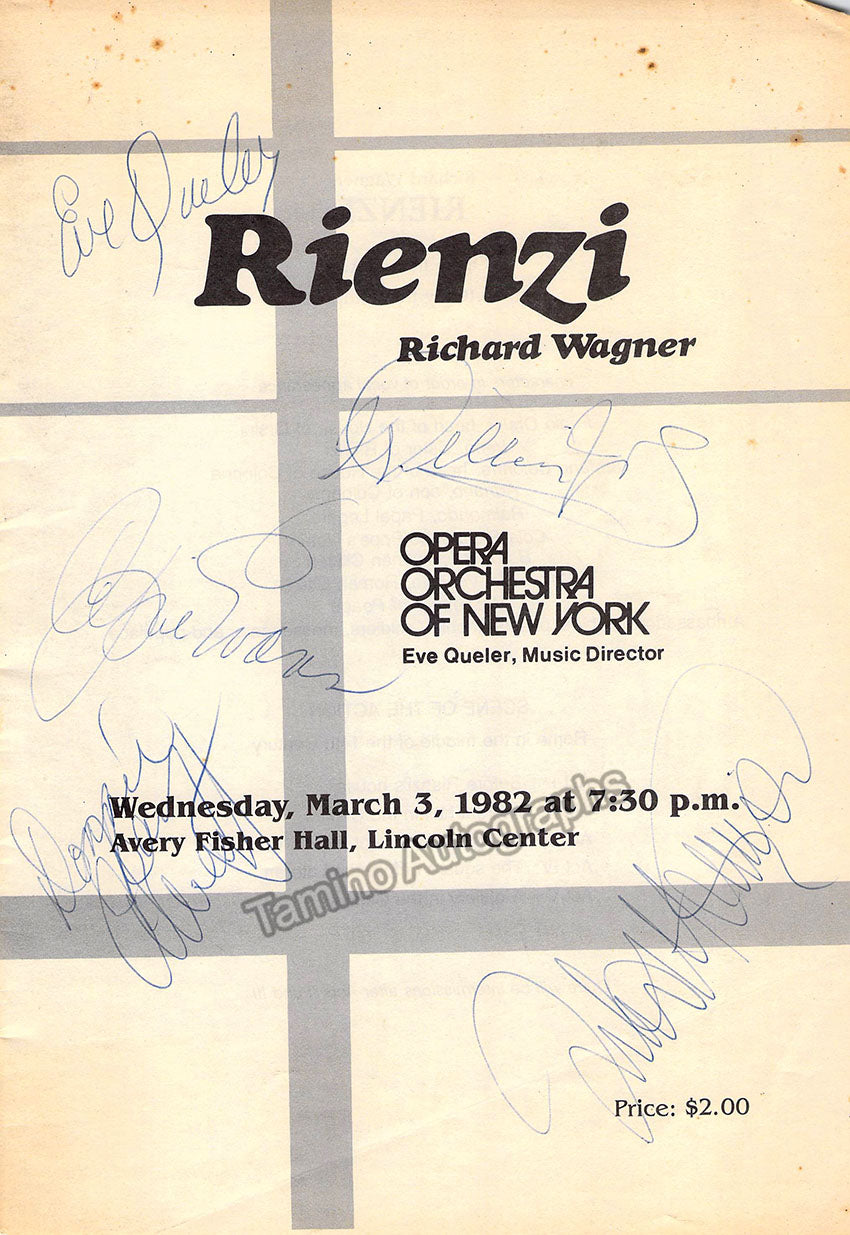 Eve Queler
Rienzi
Richard Wagner
OPERA
ORCHESTRA
OF NEW YORK
Eve Queler, Music Director
Evans
Wednesday, March 3, 1982 at 7:30 p.m.
Avery Fisher Hall, Lincoln Center
Tamino Autographs
Price: $2.00